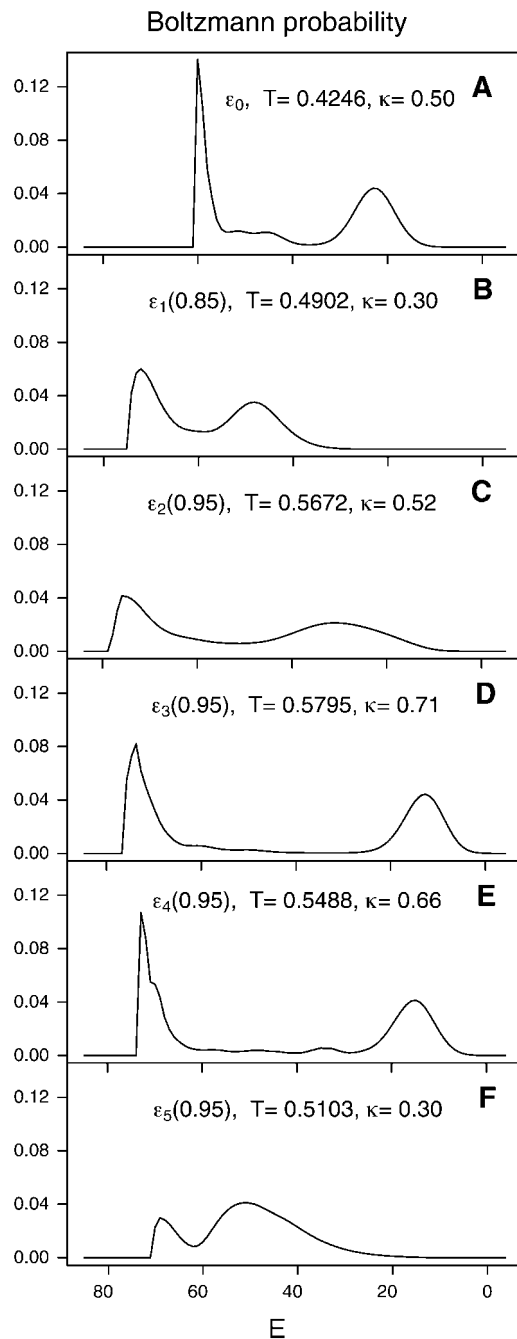 Boltzmann probability
A
ε0, T= 0.4246, κ= 0.50
0.12
0.08
0.04
0.00
B
ε1(0.85), T= 0.4902, κ= 0.30
0.12
0.08
0.04
0.00
C
ε2(0.95), T= 0.5672, κ= 0.52
0.12
0.08
0.04
0.00
D
ε3(0.95), T= 0.5795, κ= 0.71
0.12
0.08
0.04
0.00
E
ε4(0.95), T= 0.5488, κ= 0.66
0.12
0.08
0.04
0.00
F
ε5(0.95), T= 0.5103, κ= 0.30
0.12
0.08
0.04
0.00
80 60 40 20 0
E